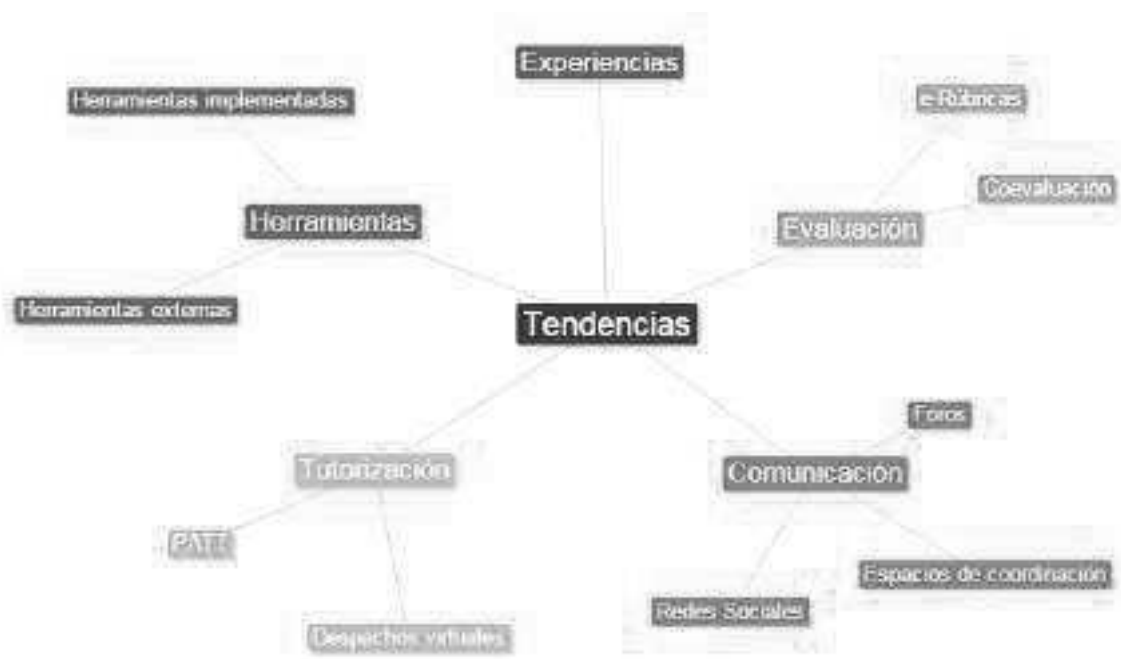 Experiencias
Herramientas implementadas
e-Rúbricas
Coevaluación
Herramientas
Evaluación
Herramientas externas
Tendencias
Foros
Tutorización
Comunicación
PATT
Espacios de coordinación
Redes Sociales
Despachos virtuales